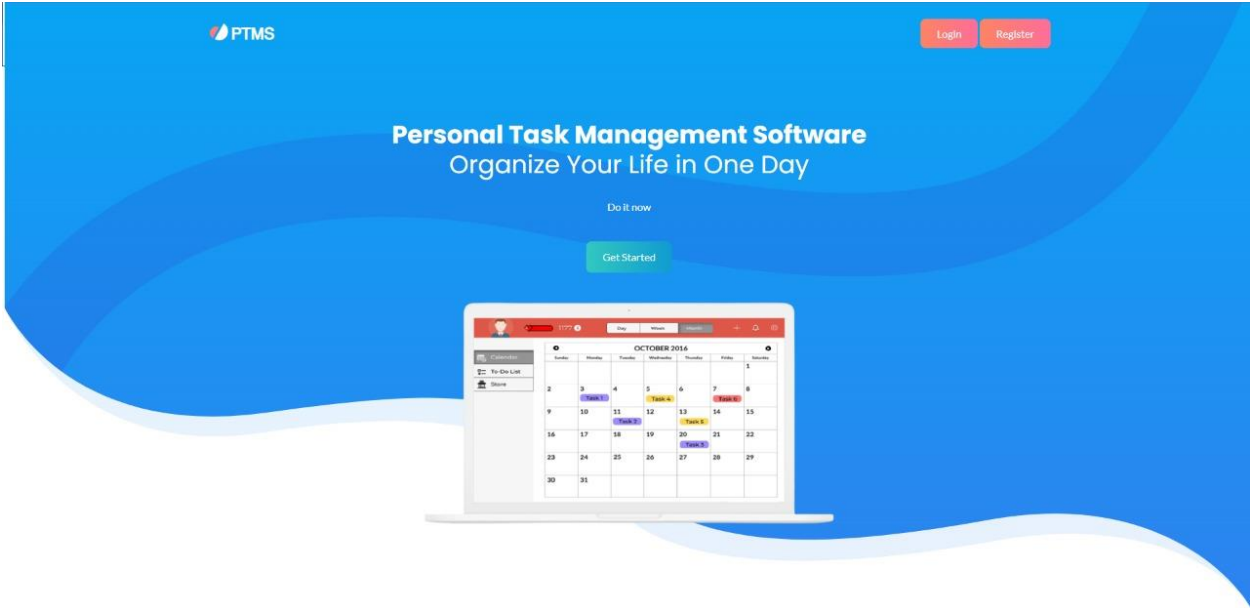 PTMS
Login Register
Personal Task Management Software
Organize Your Life in One Day
Do it now
Get Started
1177
Day Week Month
OCTOBER 2016
Sunday Monday Tuesday Wednesday Thursday Friday Saturday
Calendar
To-Do List
Store
1
2 3 4 5 6 7 8
Task 1 Task 4 Task 6
9 10 11 12 13 14 15
Task 2 Task 5
16 17 18 19 20 21 22
Task 3
23 24 25 26 27 28 29
30 31